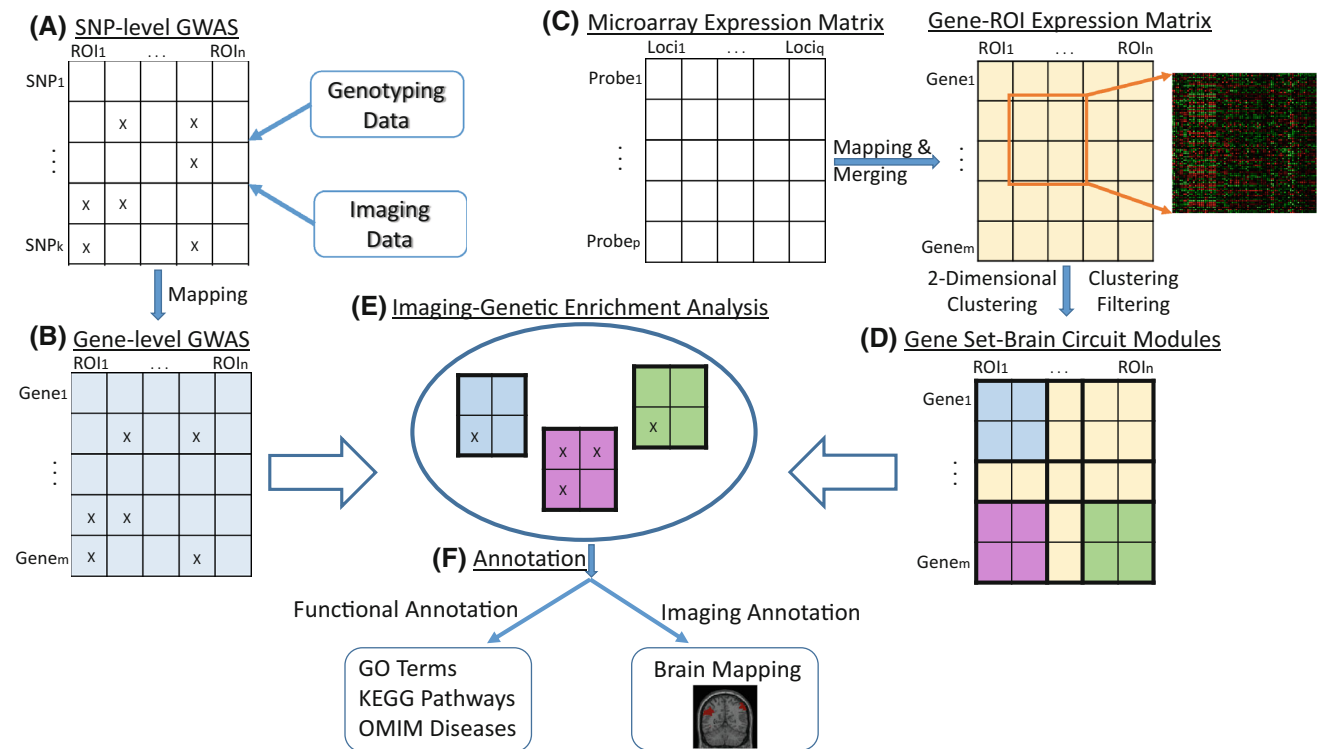 (A) SNP-level GWAS
ROI1 ... ROIn
SNP1
x x
⋮ x
x x
SNPk x x
Genotyping
Data
Imaging
Data
Mapping
(B) Gene-level GWAS
ROI1 ... ROIn
Gene1
x x
⋮
x x
Genem x x
(C) Microarray Expression Matrix
Loci1 ... Lociq
Probe1
⋮
Probep
Mapping &
Merging
Gene-ROI Expression Matrix
ROI1 ... ROIn
Gene1
⋮
Genem
2-Dimensional
Clustering
Clustering
Filtering
(D) Gene Set-Brain Circuit Modules
ROI1 ... ROIn
Gene1
⋮
Genem
(E) Imaging-Genetic Enrichment Analysis
x
x x
x
x
(F) Annotation
Functional Annotation
Imaging Annotation
GO Terms
KEGG Pathways
OMIM Diseases
Brain Mapping